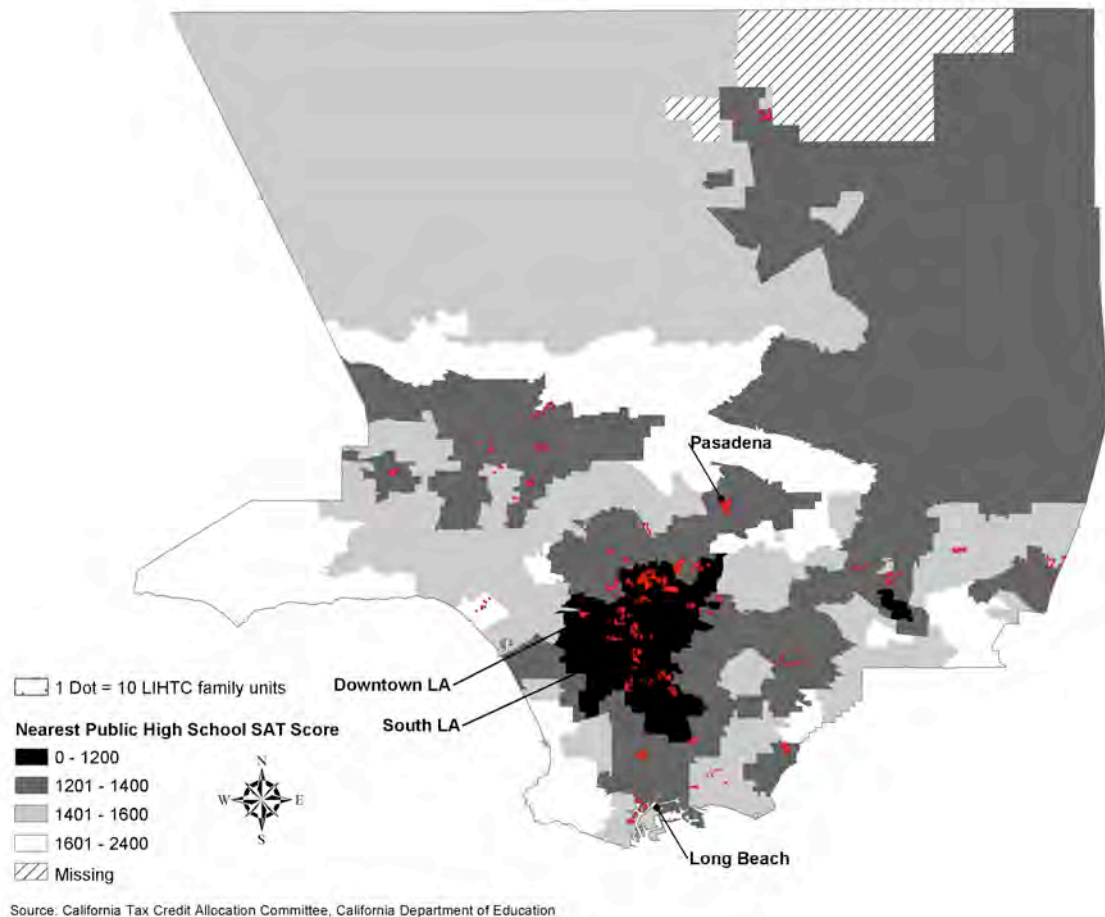 Pasadena
Downtown LA
South LA
Long Beach
1 Dot = 10 LIHTC family units
Nearest Public High School SAT Score
0 - 1200
1201 - 1400
1401 - 1600
1601 - 2400
Missing
N
W E
S
Source: California Tax Credit Allocation Committee, California Department of Education